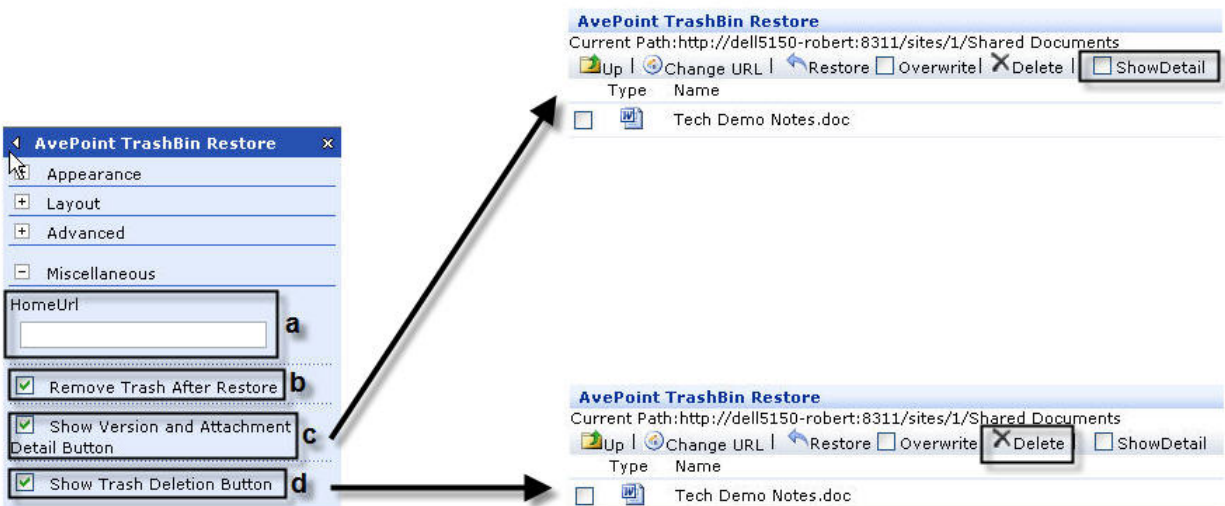 AvePoint TrashBin Restore
Appearance
Layout
Advanced
Miscellaneous
HomeUrl
a
Remove Trash After Restore b
Show Version and Attachment
Detail Button
c
Show Trash Deletion Button d
AvePoint TrashBin Restore
Current Path:http://dell5150-robert:8311/sites/1/Shared Documents
Up | Change URL | Restore Overwrite| Delete | ShowDetail
Type Name
Tech Demo Notes.doc
AvePoint TrashBin Restore
Current Path:http://dell5150-robert:8311/sites/1/Shared Documents
Up | Change URL | Restore Overwrite| Delete | ShowDetail
Type Name
Tech Demo Notes.doc